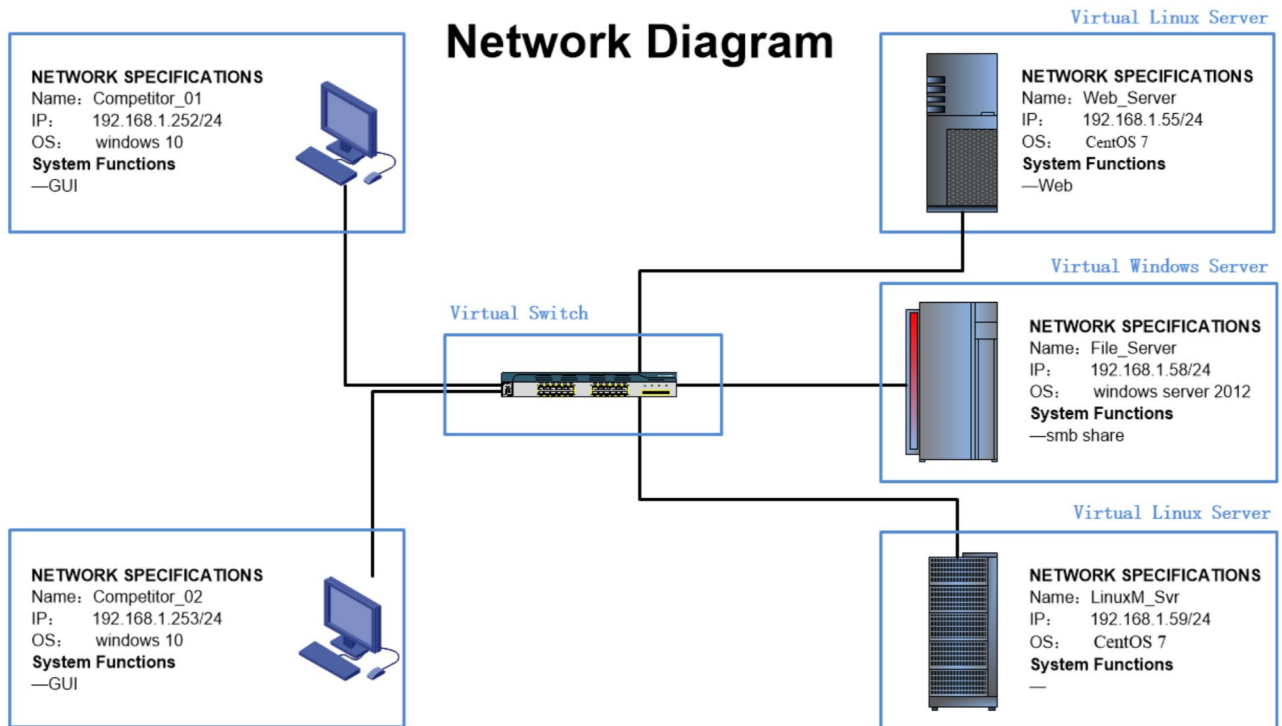 Network Diagram
NETWORK SPECIFICATIONS
Name：Competitor_01
IP： 192.168.1.252/24
OS： windows 10
System Functions
—GUI
Virtual Linux Server
NETWORK SPECIFICATIONS
Name：Web_Server
IP： 192.168.1.55/24
OS： CentOS 7
System Functions
—Web
Virtual Switch
Virtual Windows Server
NETWORK SPECIFICATIONS
Name：File_Server
IP： 192.168.1.58/24
OS： windows server 2012
System Functions
—smb share
NETWORK SPECIFICATIONS
Name：Competitor_02
IP： 192.168.1.253/24
OS： windows 10
System Functions
—GUI
Virtual Linux Server
NETWORK SPECIFICATIONS
Name：LinuxM_Svr
IP： 192.168.1.59/24
OS： CentOS 7
System Functions
—